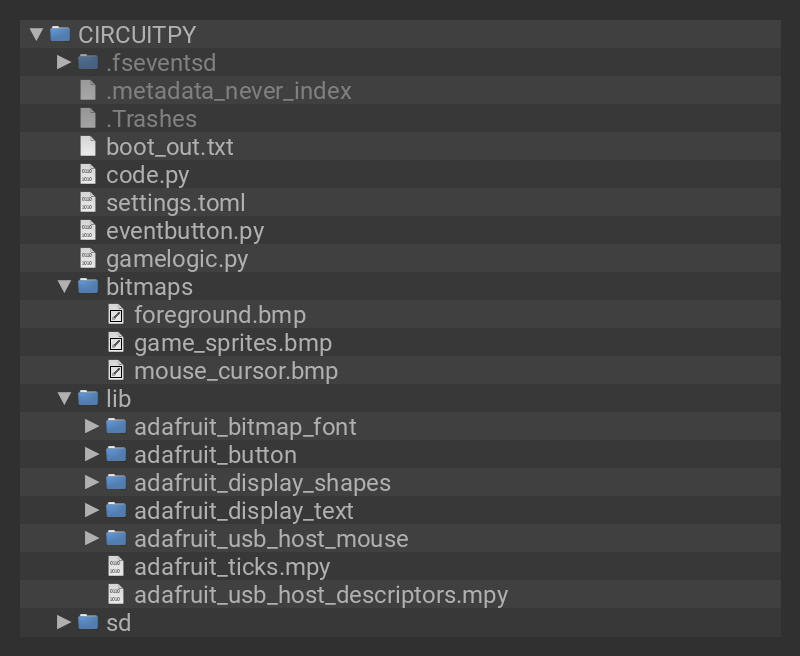 CIRCUITPY
.fseventsd
.metadata_never_index
.Trashes
boot_out.txt
code.py
settings.toml
eventbutton.py
gamelogic.py
bitmaps
foreground.bmp
game_sprites.bmp
mouse_cursor.bmp
lib
adafruit_bitmap_font
adafruit_button
adafruit_display_shapes
adafruit_display_text
adafruit_usb_host_mouse
adafruit_ticks.mpy
adafruit_usb_host_descriptors.mpy
sd